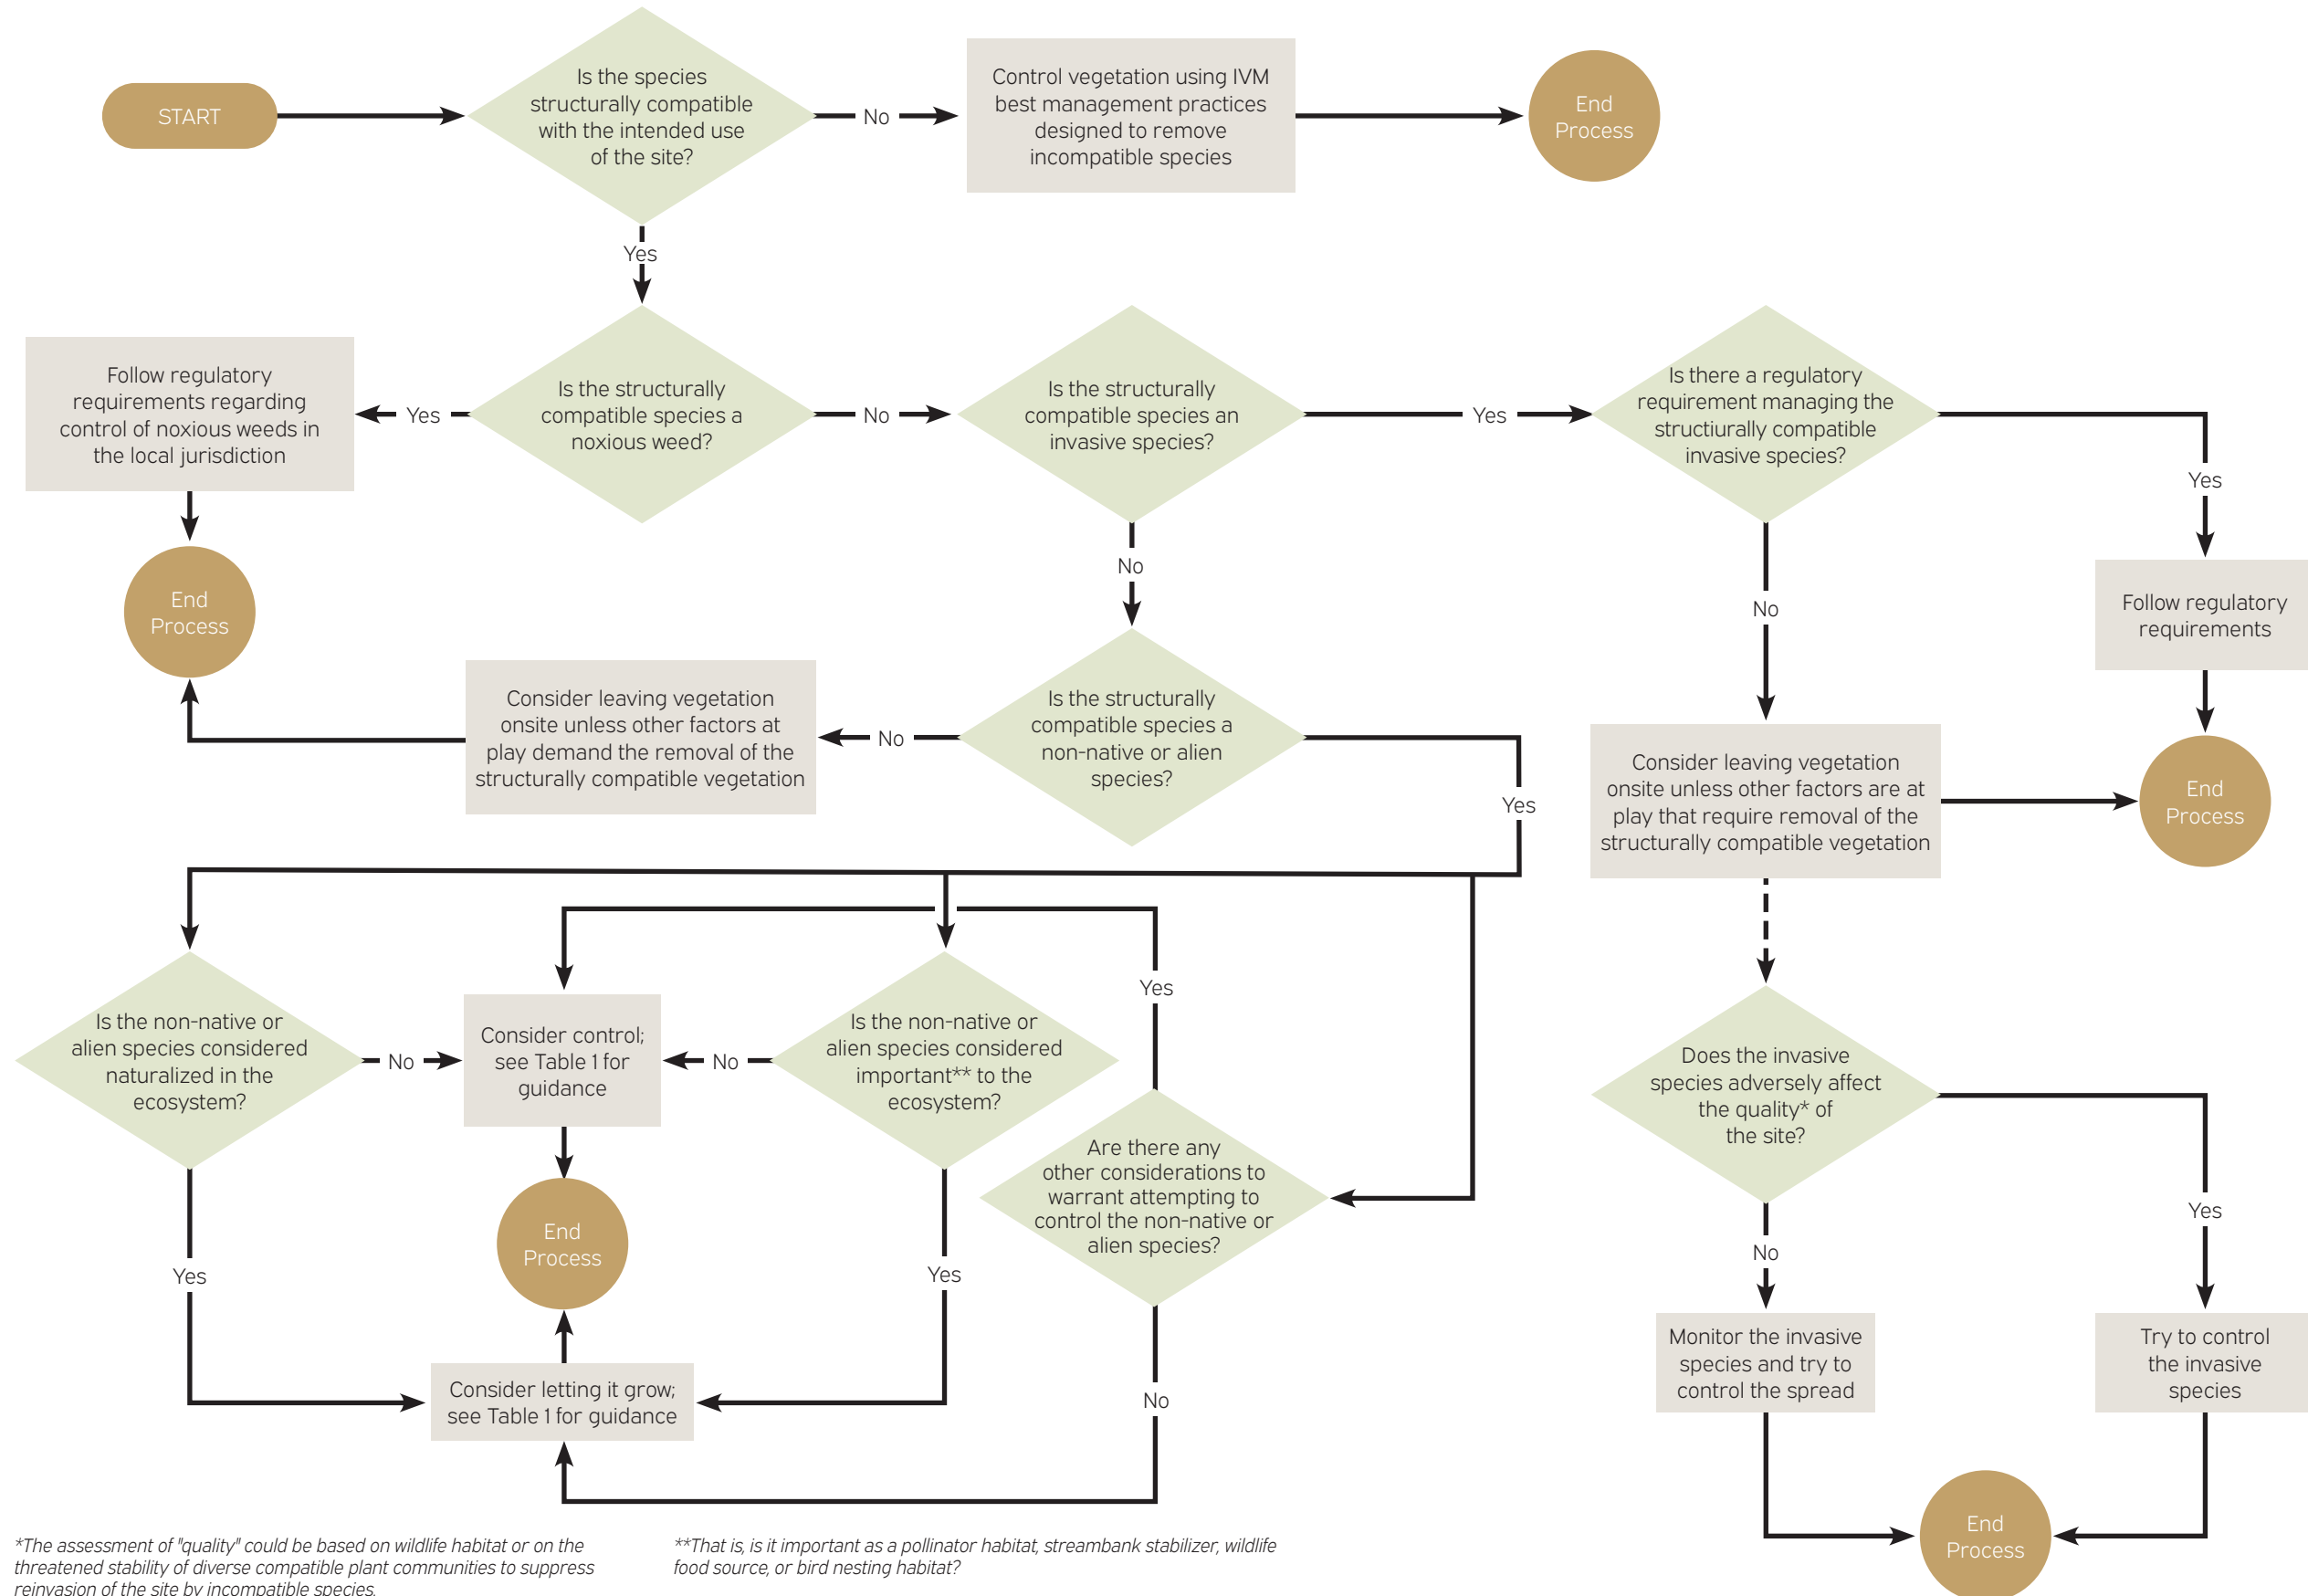 START
Is the species
structurally compatible
with the intended use
of the site?
No
Control vegetation using IVM
best management practices
designed to remove
incompatible species
End
Process
Yes
Follow regulatory
requirements regarding
control of noxious weeds in
the local jurisdiction
Yes
Is the structurally
compatible species a
noxious weed?
No
Is the structurally
compatible species an
invasive species?
Yes
Is there a regulatory
requirement managing the
structiurally compatible
invasive species?
Yes
No
No
Follow regulatory
requirements
End
Process
Consider leaving vegetation
onsite unless other factors at
play demand the removal of the
structurally compatible vegetation
No
Is the structurally
compatible species a
non-native or alien
species?
Yes
Consider leaving vegetation
onsite unless other factors are at
play that require removal of the
structurally compatible vegetation
End
Process
Is the non-native or
alien species considered
naturalized in the
ecosystem?
No
Consider control;
see Table 1 for
guidance
No
Is the non-native or
alien species considered
important** to the
ecosystem?
Yes
Are there any
other considerations to
warrant attempting to
control the non-native or
alien species?
Does the invasive
species adversely affect
the quality* of
the site?
Yes
No
End
Process
Yes
Yes
No
Consider letting it grow;
see Table 1 for guidance
Monitor the invasive
species and try to
control the spread
Try to control
the invasive
species
End
Process
*The assessment of "quality" could be based on wildlife habitat or on the
threatened stability of diverse compatible plant communities to suppress
reinvasion of the site by incompatible species.
**That is, is it important as a pollinator habitat, streambank stabilizer, wildlife
food source, or bird nesting habitat?